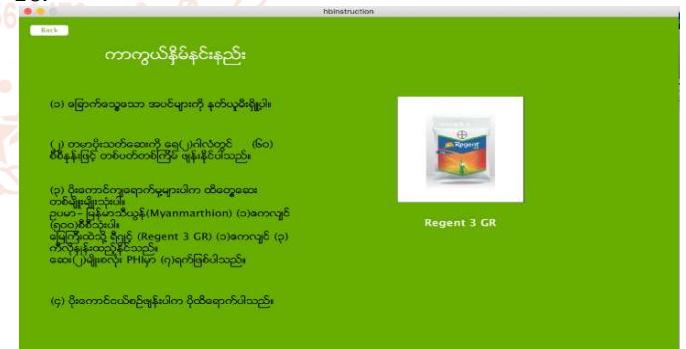 hbInstruction
Back
ကာကွယ်နှိမ်နင်းနည်း
(၁) ခြောက်သွေ့သော အပင်များကို နုတ်ယူမီးရှို့ပါ။
(၂) တမာပိုးသတ်ဆေးကို ရေ(၂)ဂါလံတွင် (၆၀)
စီစီနှုန်းဖြင့် တစ်ပတ်တစ်ကြိမ် ဖျန်းနိုင်ပါသည်။
(၃) ပိုးကောင်ကျရောက်မှုများပါက ထိတွေ့ဆေး
တစ်မျိုးမျိုးသုံးပါ။
ဥပမာ - မြန်မာသီယွန်(Myanmarthion) (၁)ဧကလျှင်
(၅၀၀)စီစီသုံးပါ။
မြေကြီးထဲသို့ ရီဂျင့် (Regent 3 GR) (၁)ဧကလျှင် (၃)
ကီလိုနှုန်းထည့်နိုင်သည်။
ဆေး(၂)မျိုးစလုံး PHIမှာ (၇)ရက်ဖြစ်ပါသည်။
(၄) ပိုးကောင်ငယ်စဉ်ဖျန်းပါက ပိုထိရောက်ပါသည်။
Regent
Regent 3 GR